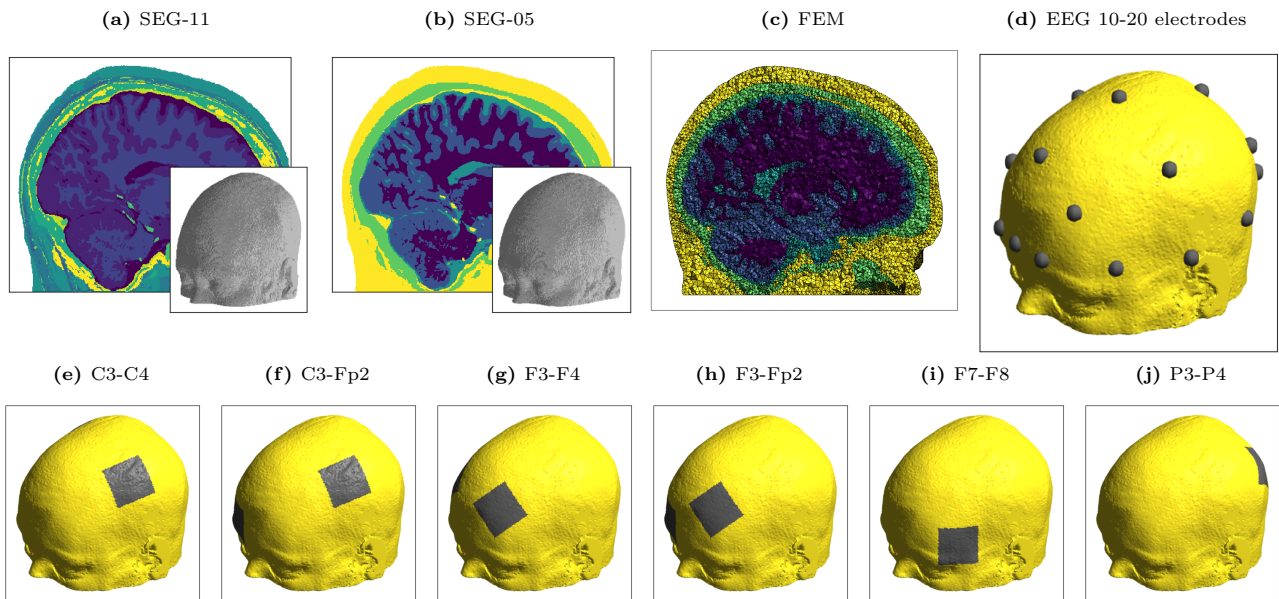 (a) SEG-11
(b) SEG-05
(c) FEM
(d) EEG 10-20 electrodes
(e) C3-C4
(f) C3-Fp2
(g) F3-F4
(h) F3-Fp2
(i) F7-F8
(j) P3-P4